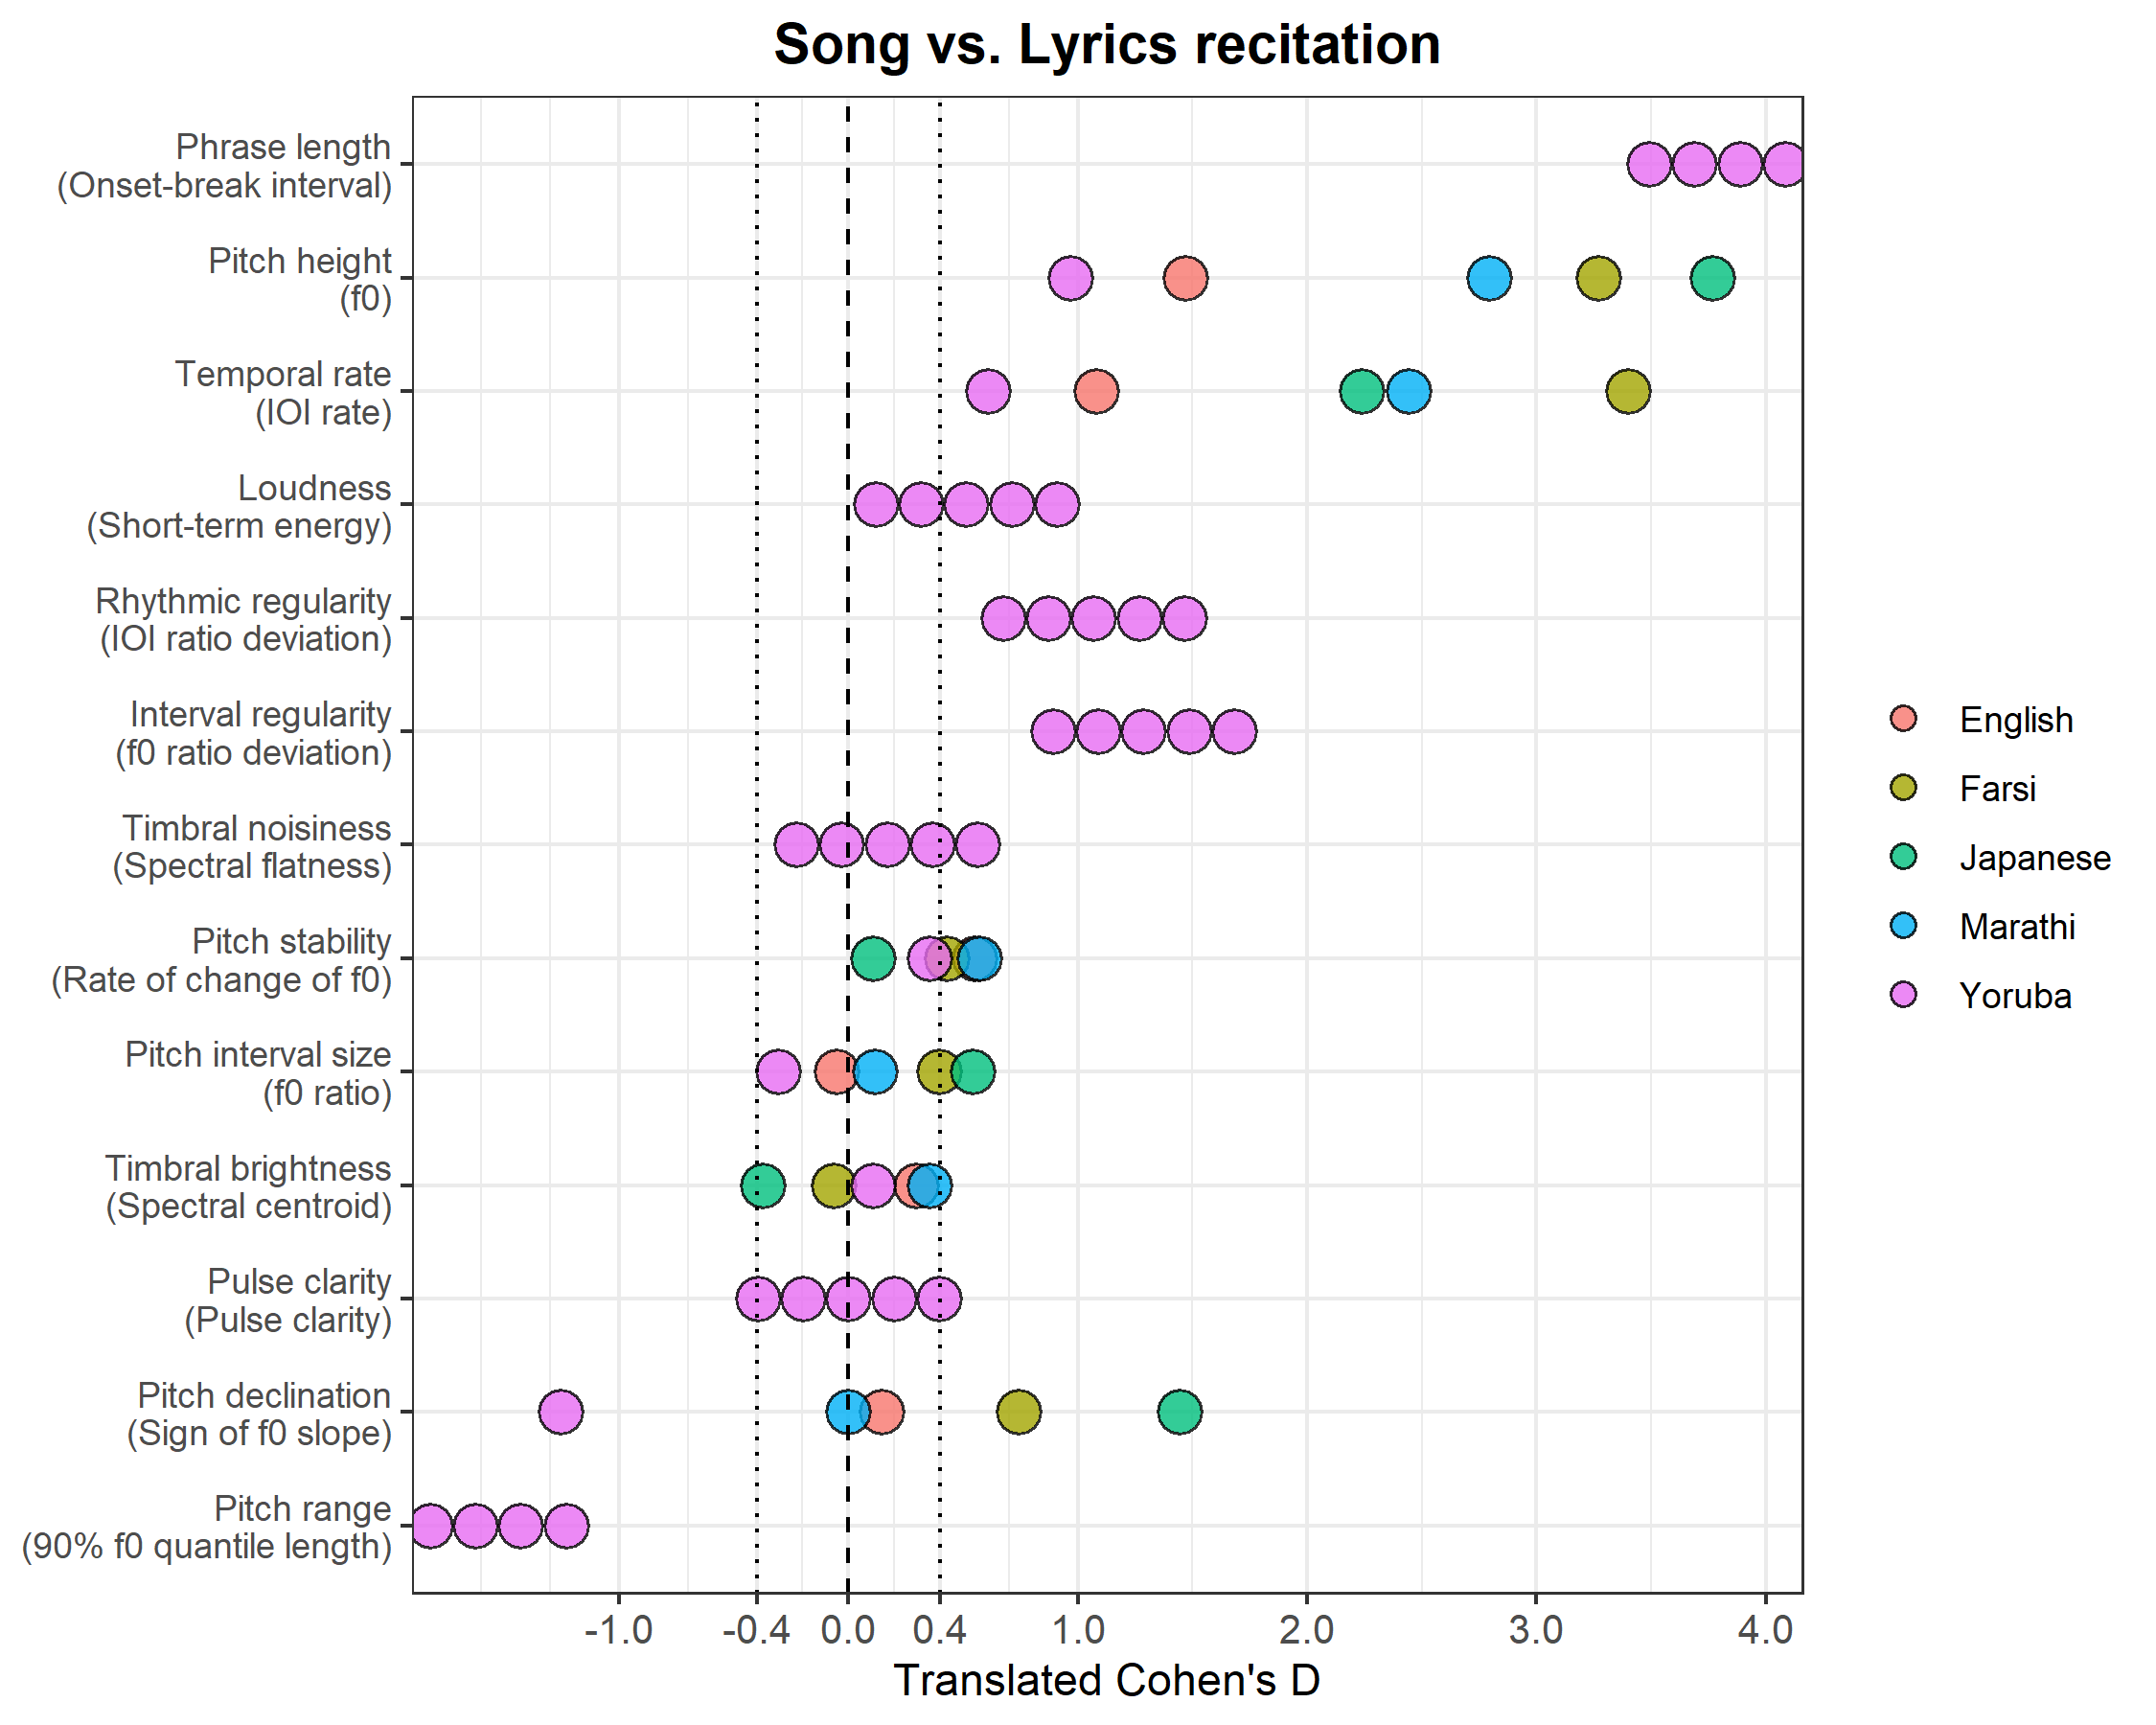 Song vs. Lyrics recitation
Phrase length
(Onset-break interval)
Pitch height
(f0)
Temporal rate
(IOI rate)
Loudness
(Short-term energy)
Rhythmic regularity
(IOI ratio deviation)
Interval regularity
(f0 ratio deviation)
Timbral noisiness
(Spectral flatness)
Pitch stability
(Rate of change of f0)
Pitch interval size
(f0 ratio)
Timbral brightness
(Spectral centroid)
Pulse clarity
(Pulse clarity)
Pitch declination
(Sign of f0 slope)
Pitch range
(90% f0 quantile length)
-1.0 -0.4 0.0 0.4 1.0 2.0 3.0 4.0
Translated Cohen's D
English
Farsi
Japanese
Marathi
Yoruba